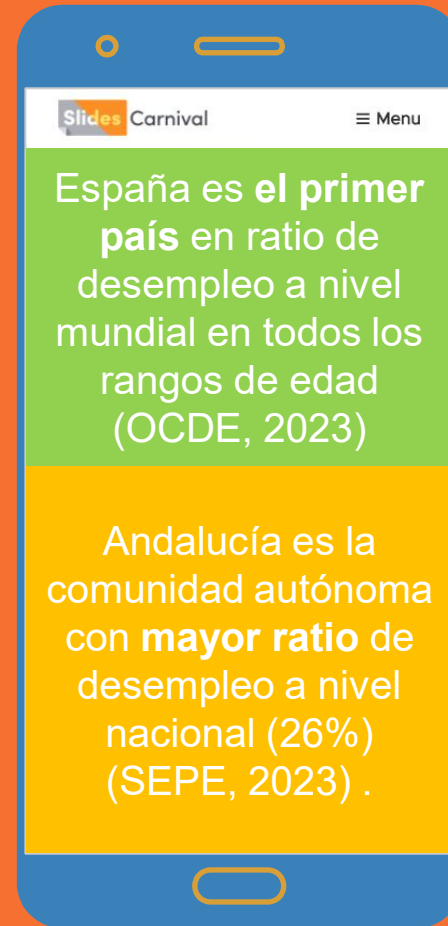 Slides Carnival
≡ Menu
España es el primer
país en ratio de
desempleo a nivel
mundial en todos los
rangos de edad
(OCDE, 2023)
Andalucía es la
comunidad autónoma
con mayor ratio de
desempleo a nivel
nacional (26%)
(SEPE, 2023) .